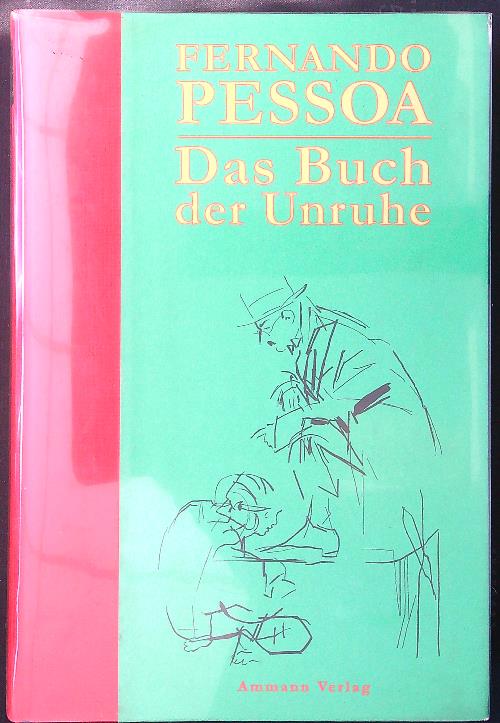 FERNANDO
PESSOA
Das Buch
der Unruhe
Ammann Verlag